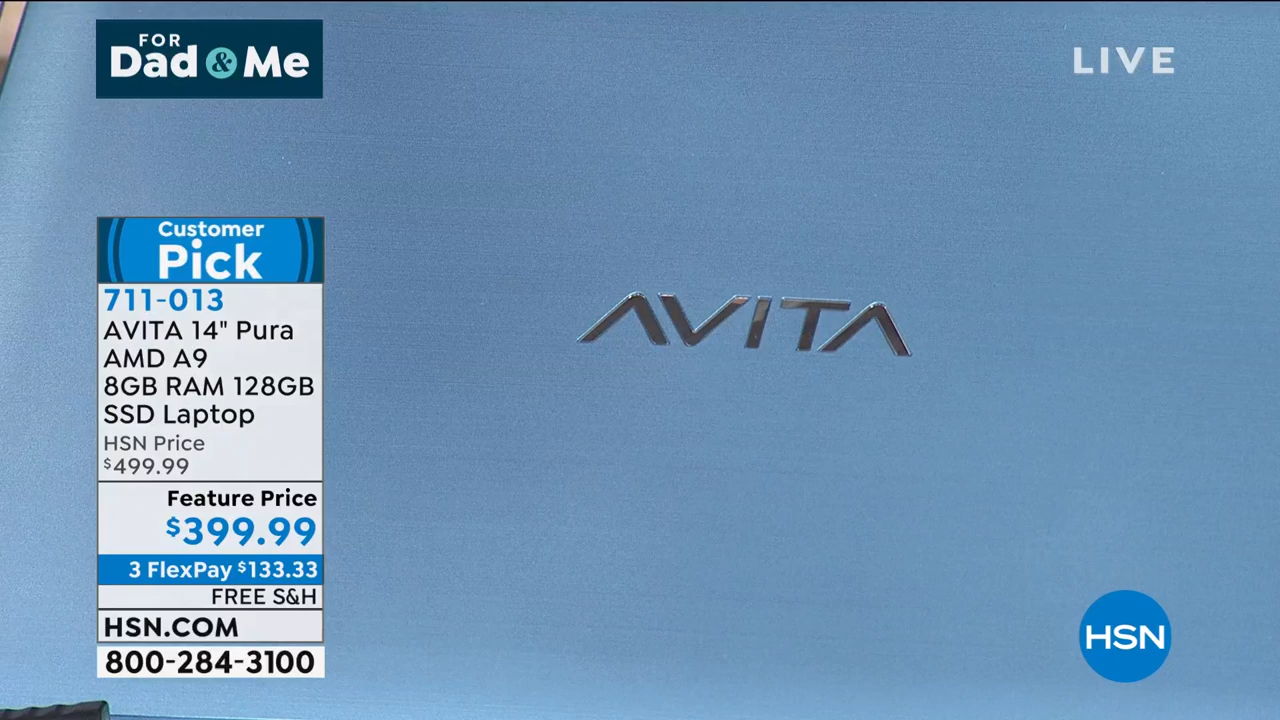 FOR
Dad & Me
LIVE
Customer
Pick
711-013
AVITA 14" Pura
AMD A9
8GB RAM 128GB
SSD Laptop
HSN Price
$499.99
Feature Price
$399.99
3 FlexPay $133.33
FREE S&H
HSN.COM
800-284-3100
AVITA
HSN